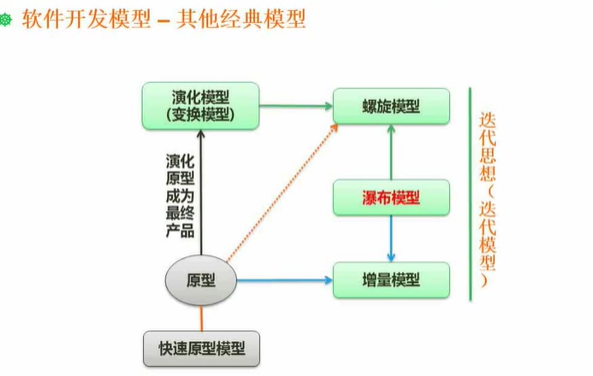 软件开发模型 – 其他经典模型
演化模型
(变换模型)
螺旋模型
演化
原型
成为
最终
产品
瀑布模型
迭代思想(迭代模型)
原型
增量模型
快速原型模型